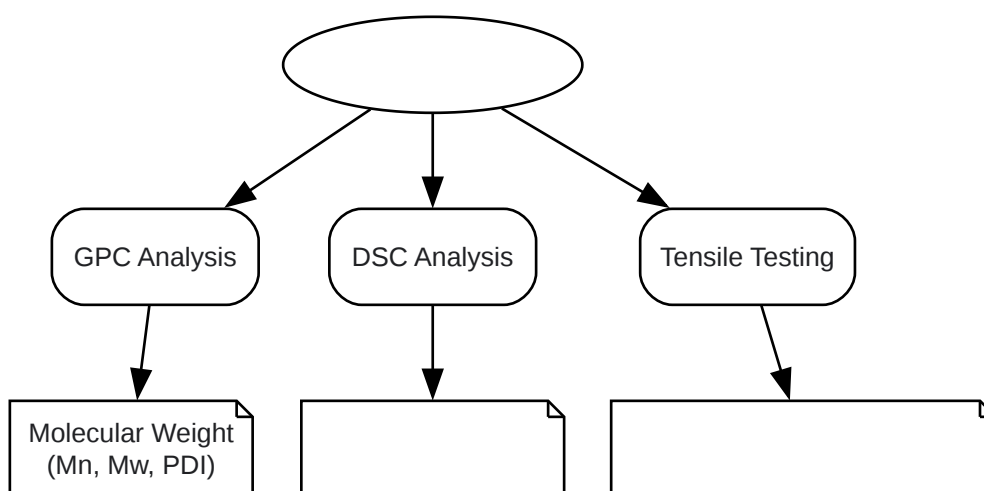 GPC Analysis
DSC Analysis
Tensile Testing
Molecular Weight
(Mn, Mw, PDI)